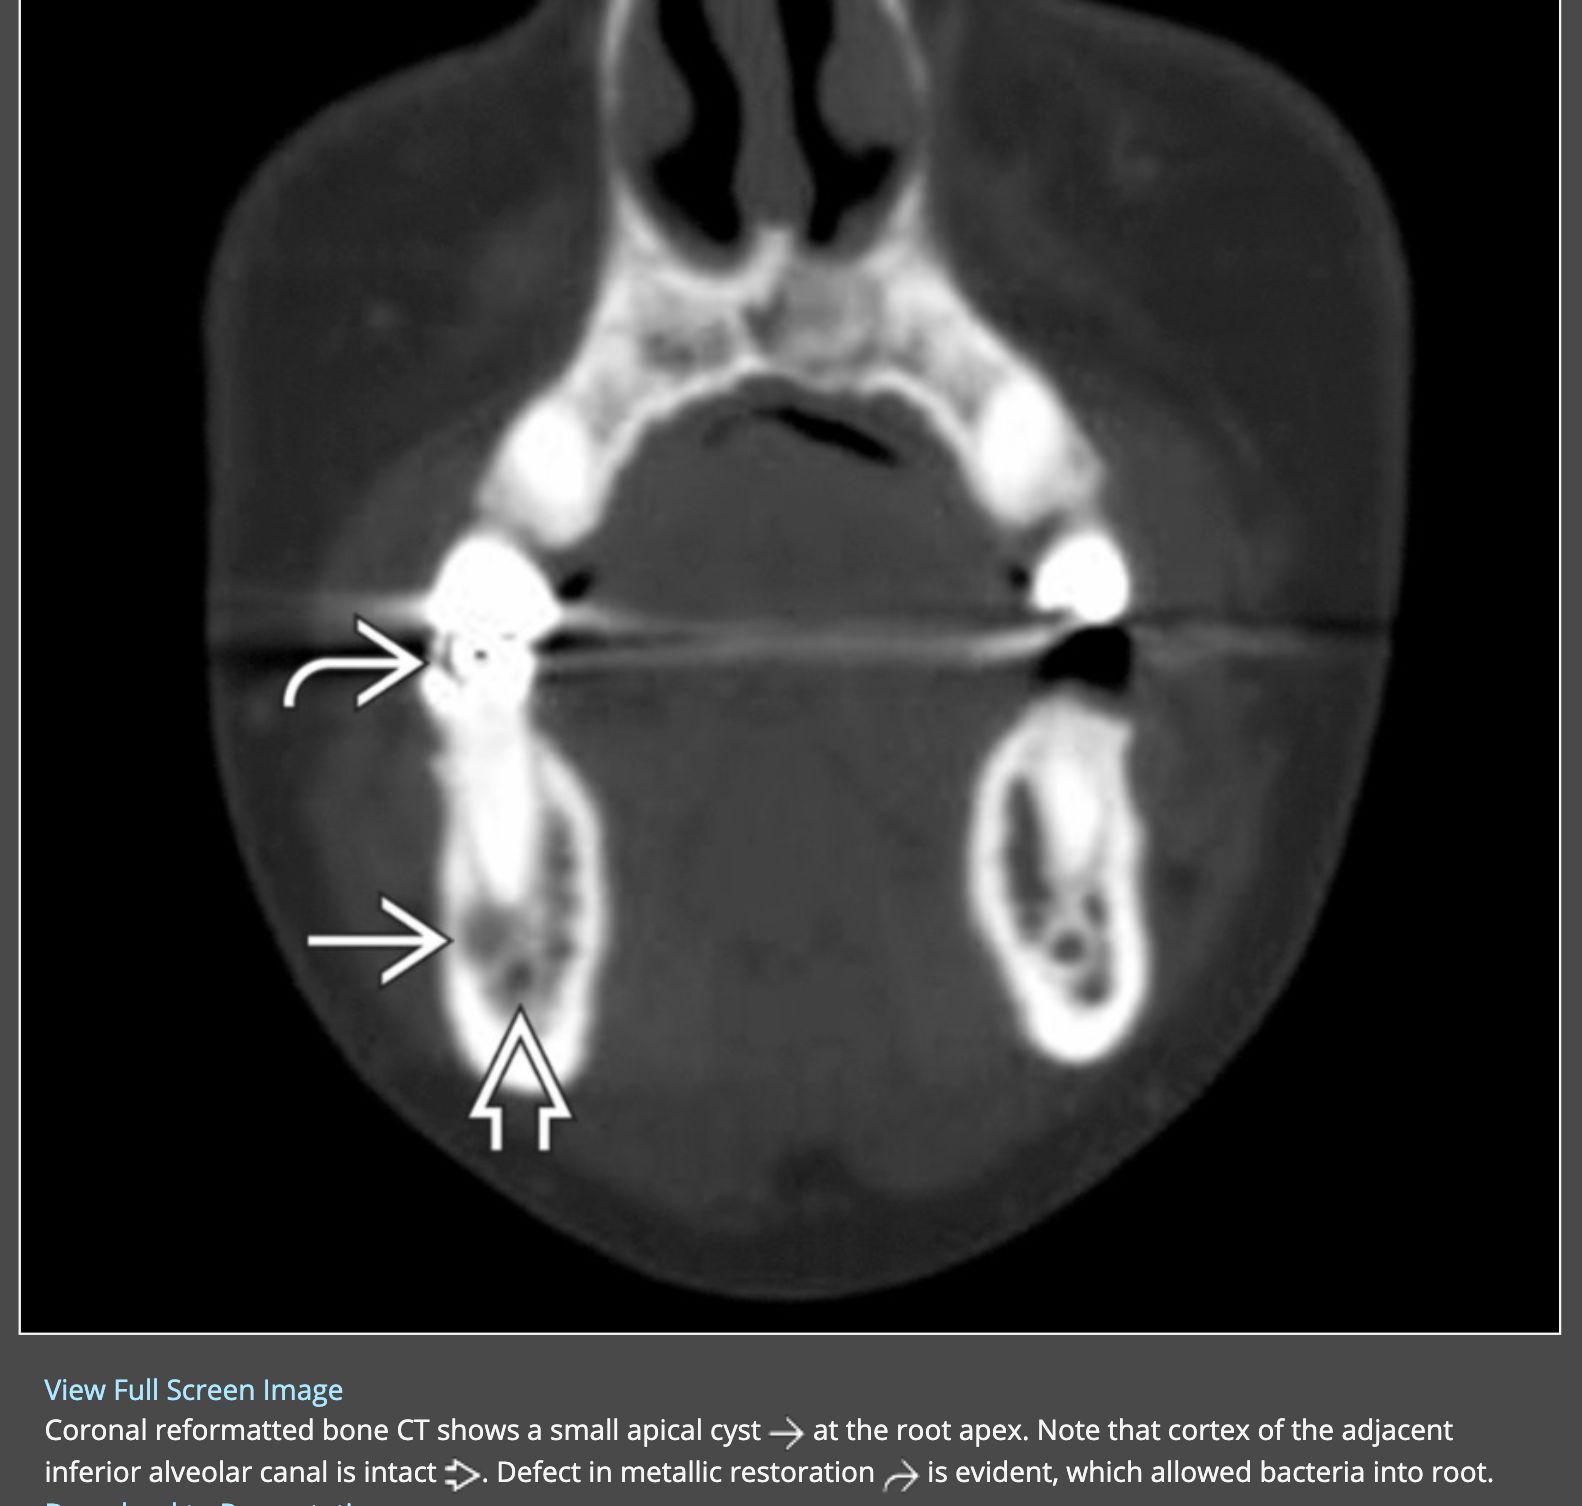 View Full Screen Image
Coronal reformatted bone CT shows a small apical cyst → at the root apex. Note that cortex of the adjacent
inferior alveolar canal is intact ⇨. Defect in metallic restoration ↷ is evident, which allowed bacteria into root.